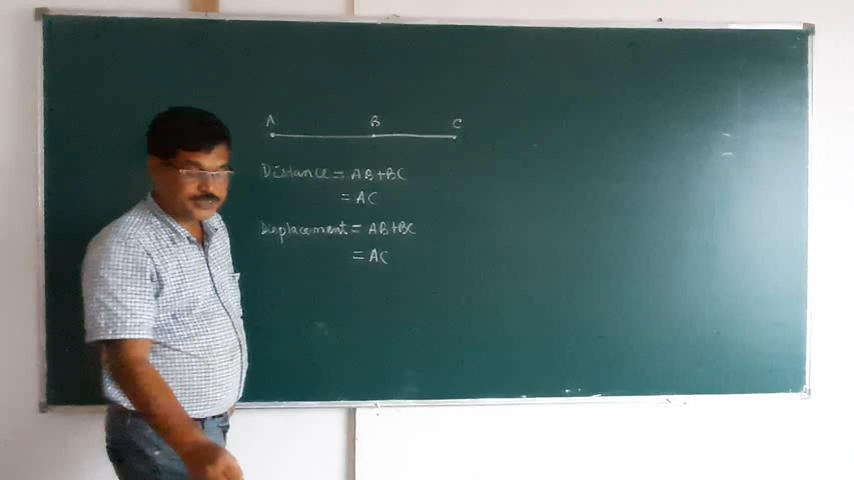 A B C
Distance = AB+BC
= AC
Displacement = AB+BC
= AC